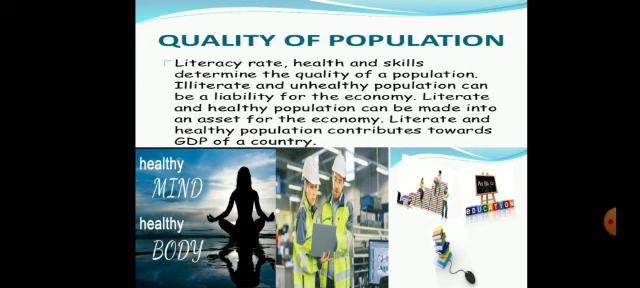 QUALITY OF POPULATION
Literacy rate, health and skills
determine the quality of a population.
Illiterate and unhealthy population can
be a liability for the economy. Literate
and healthy population can be made into
an asset for the economy. Literate and
healthy population contributes towards
GDP of a country.
healthy
MIND
healthy
BODY
EDUCATION